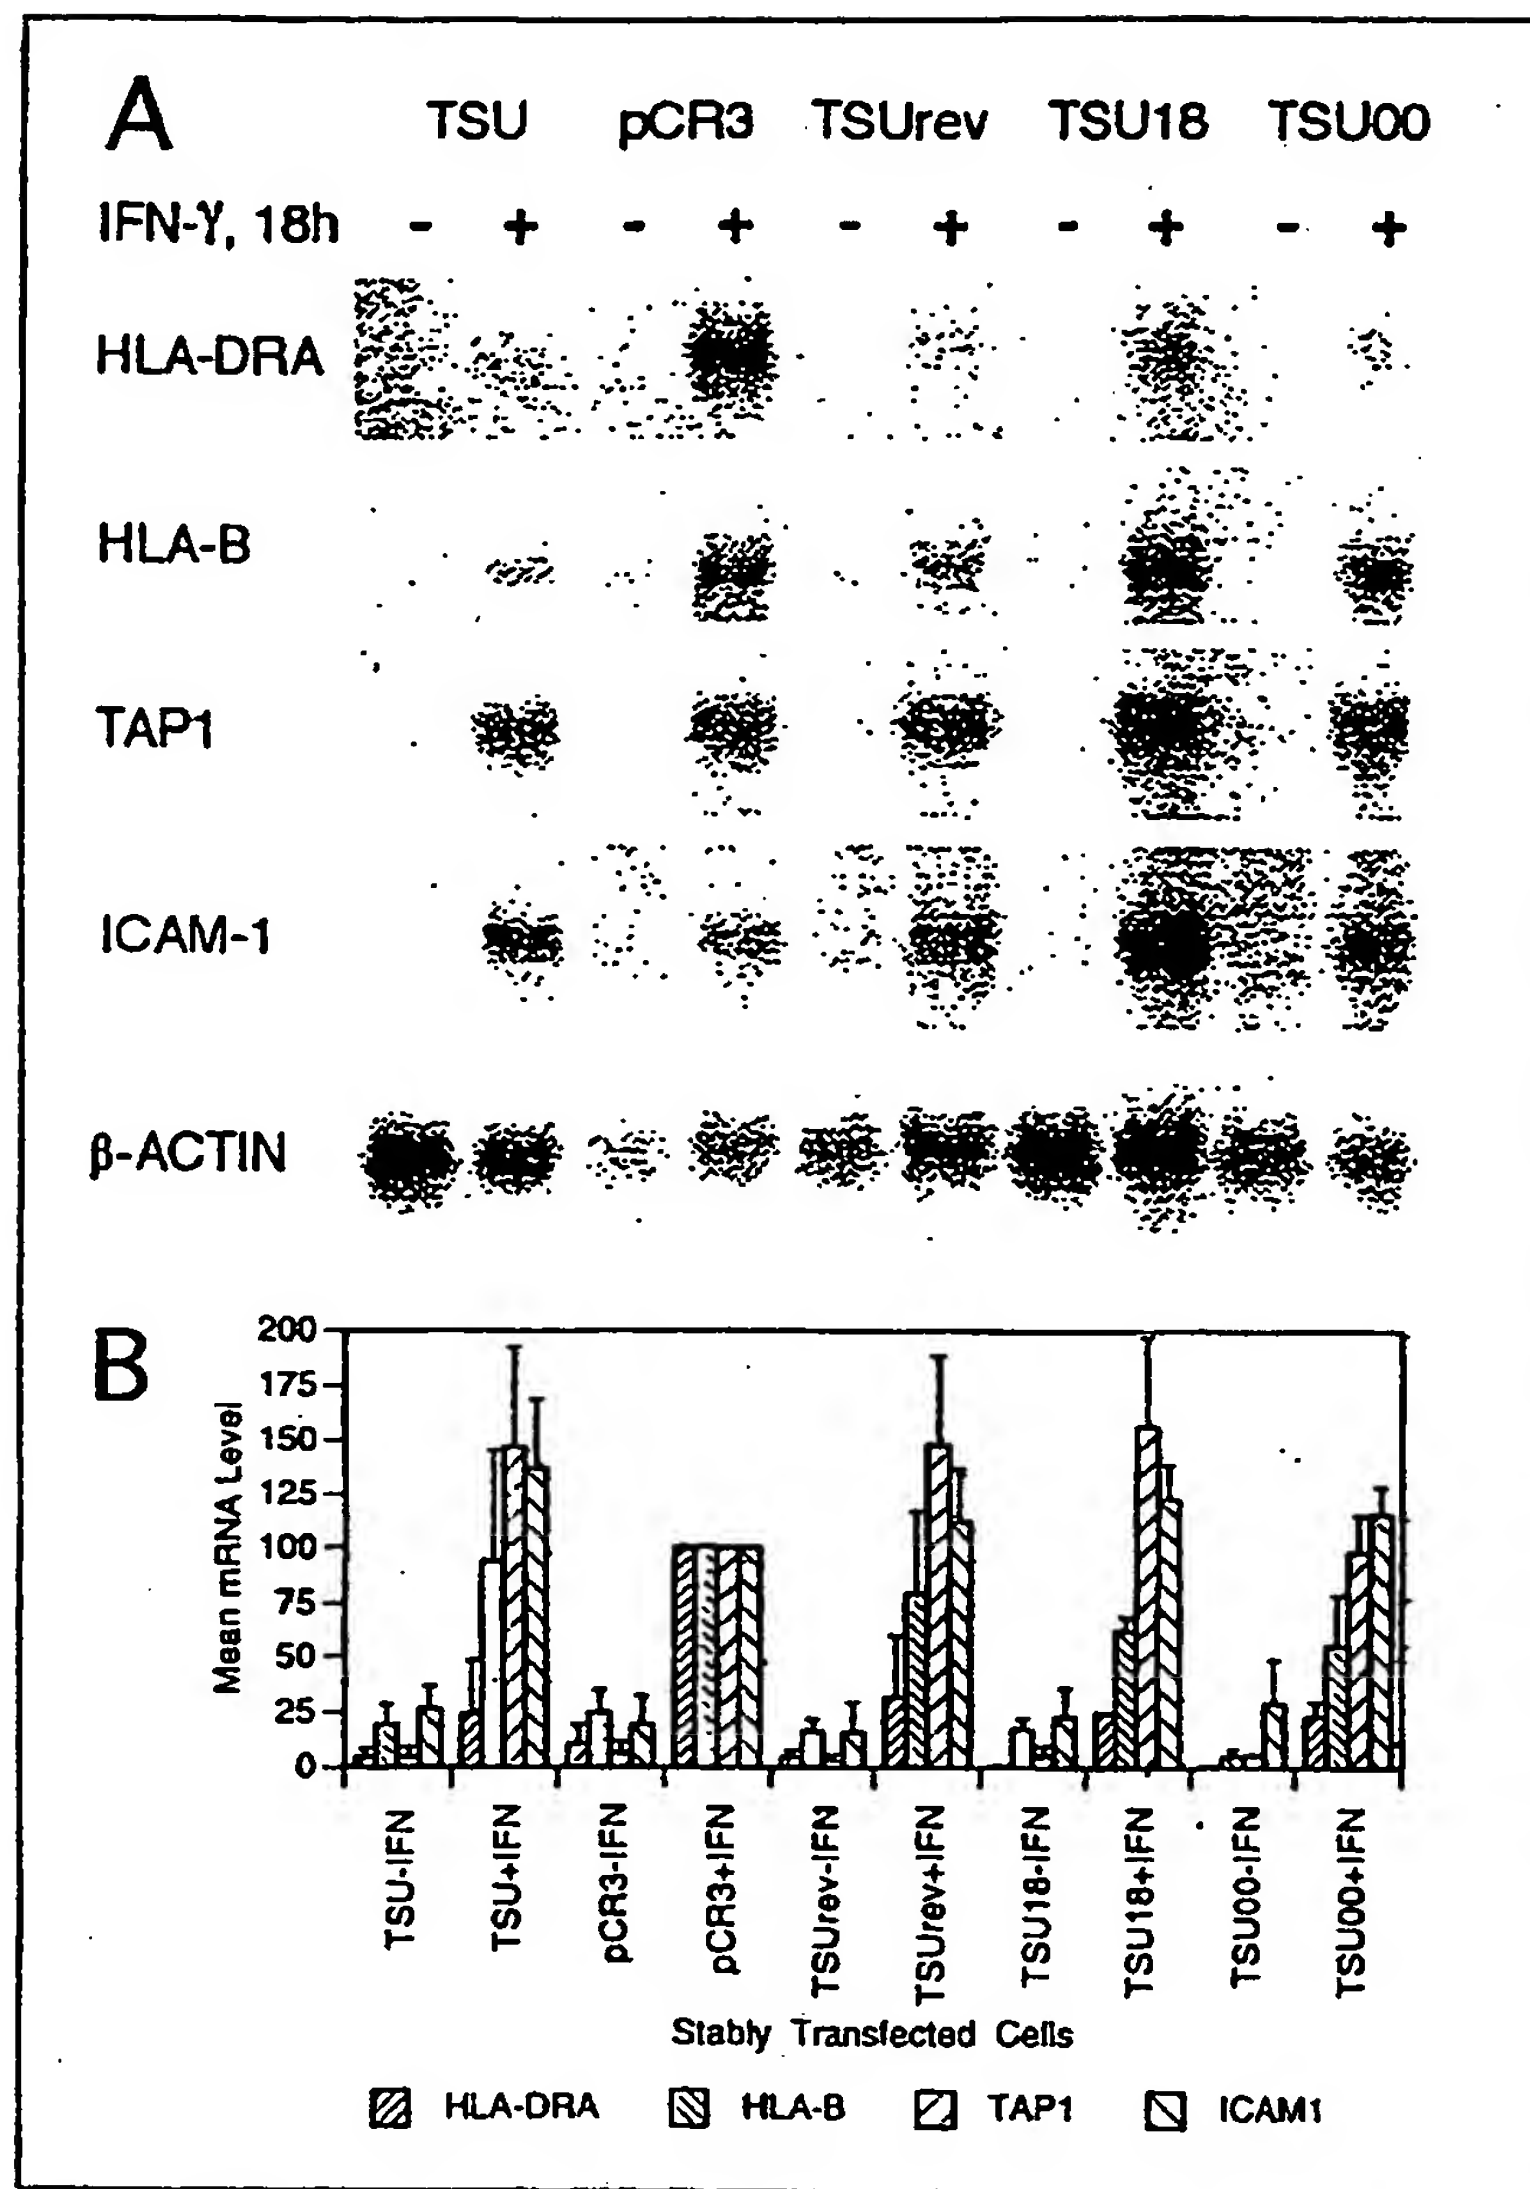 A
TSU pCR3 TSUrev TSU18 TSU00
IFN-γ, 18h - + - + - + - + - +
HLA-DRA
HLA-B
TAP1
ICAM-1
β-ACTIN
B
Mean mRNA Level
200
175
150
125
100
75
50
25
0
TSU-IFN
TSU+IFN
pCR3-IFN
pCR3+IFN
TSUrev-IFN
TSUrev+IFN
TSU18-IFN
TSU18+IFN
TSU00-IFN
TSU00+IFN
Stably Transfected Cells
HLA-DRA HLA-B TAP1 ICAM1